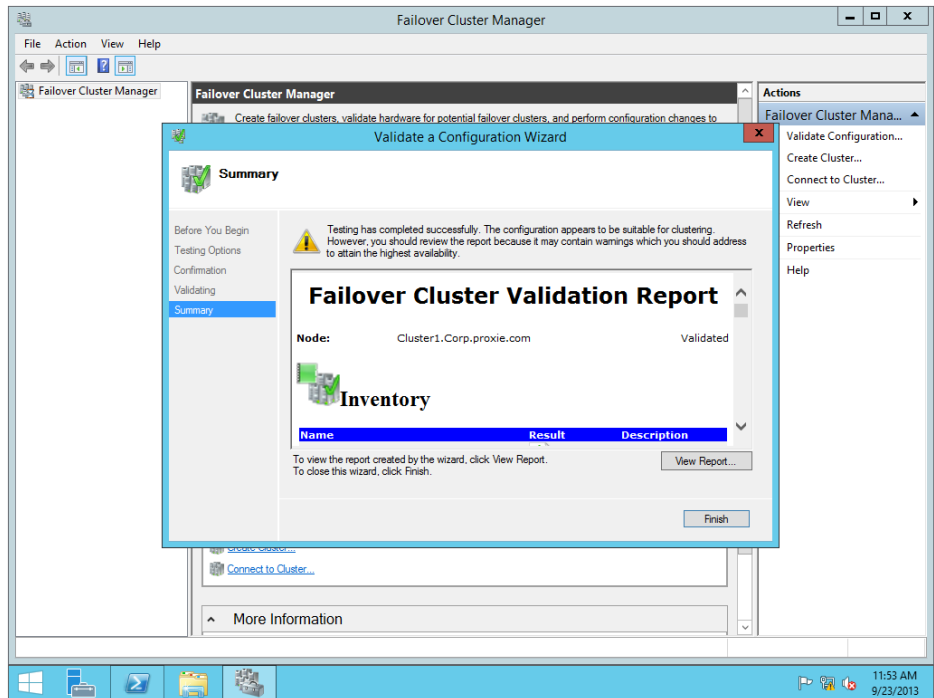 Failover Cluster Manager
File Action View Help
Failover Cluster Manager
Failover Cluster Manager
Create failover clusters, validate hardware for potential failover clusters, and perform configuration changes to
Validate a Configuration Wizard
Summary
Before You Begin
Testing Options
Confirmation
Validating
Summary
Testing has completed successfully. The configuration appears to be suitable for clustering.
However, you should review the report because it may contain warnings which you should address
to attain the highest availability.
Failover Cluster Validation Report
Node: Cluster1.Corp.proxie.com Validated
Inventory
Name Result Description
To view the report created by the wizard, click View Report.
To close this wizard, click Finish.
View Report...
Finish
Create Cluster...
Connect to Cluster...
More Information
Actions
Failover Cluster Mana...
Validate Configuration...
Create Cluster...
Connect to Cluster...
View
Refresh
Properties
Help
11:53 AM
9/23/2013